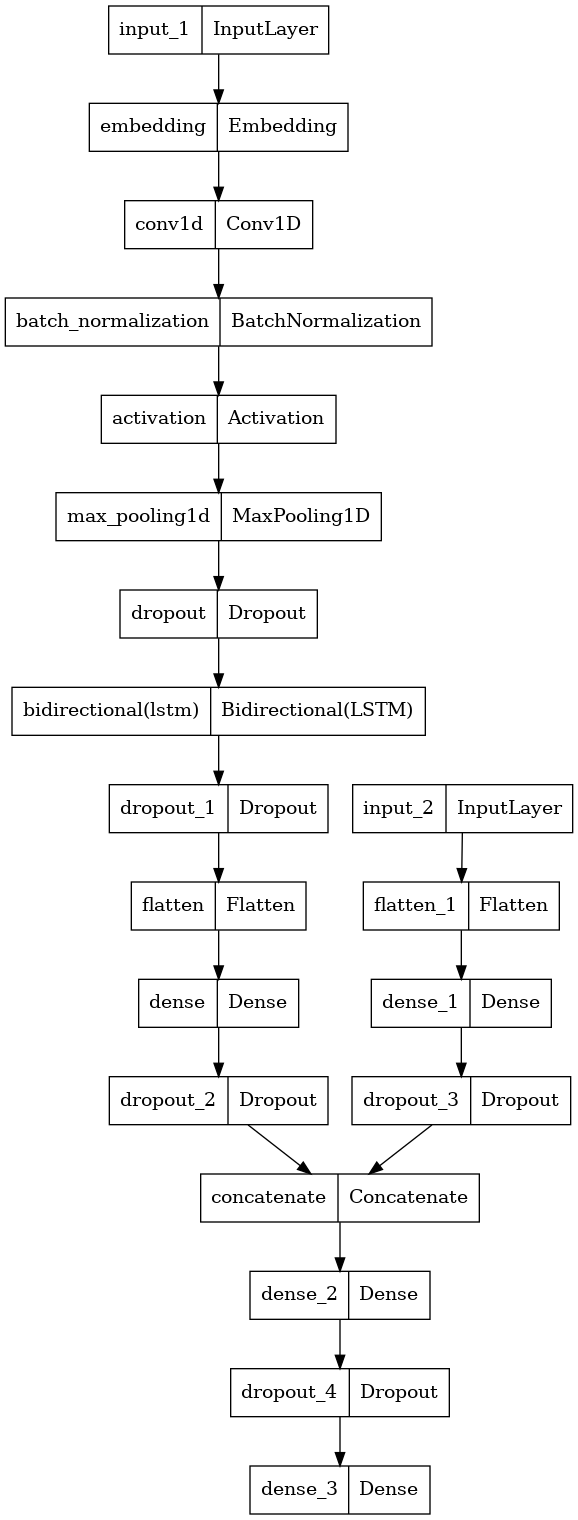 input_1 InputLayer
embedding Embedding
conv1d Conv1D
batch_normalization BatchNormalization
activation Activation
max_pooling1d MaxPooling1D
dropout Dropout
bidirectional(lstm) Bidirectional(LSTM)
dropout_1 Dropout input_2 InputLayer
flatten Flatten flatten_1 Flatten
dense Dense dense_1 Dense
dropout_2 Dropout dropout_3 Dropout
concatenate Concatenate
dense_2 Dense
dropout_4 Dropout
dense_3 Dense